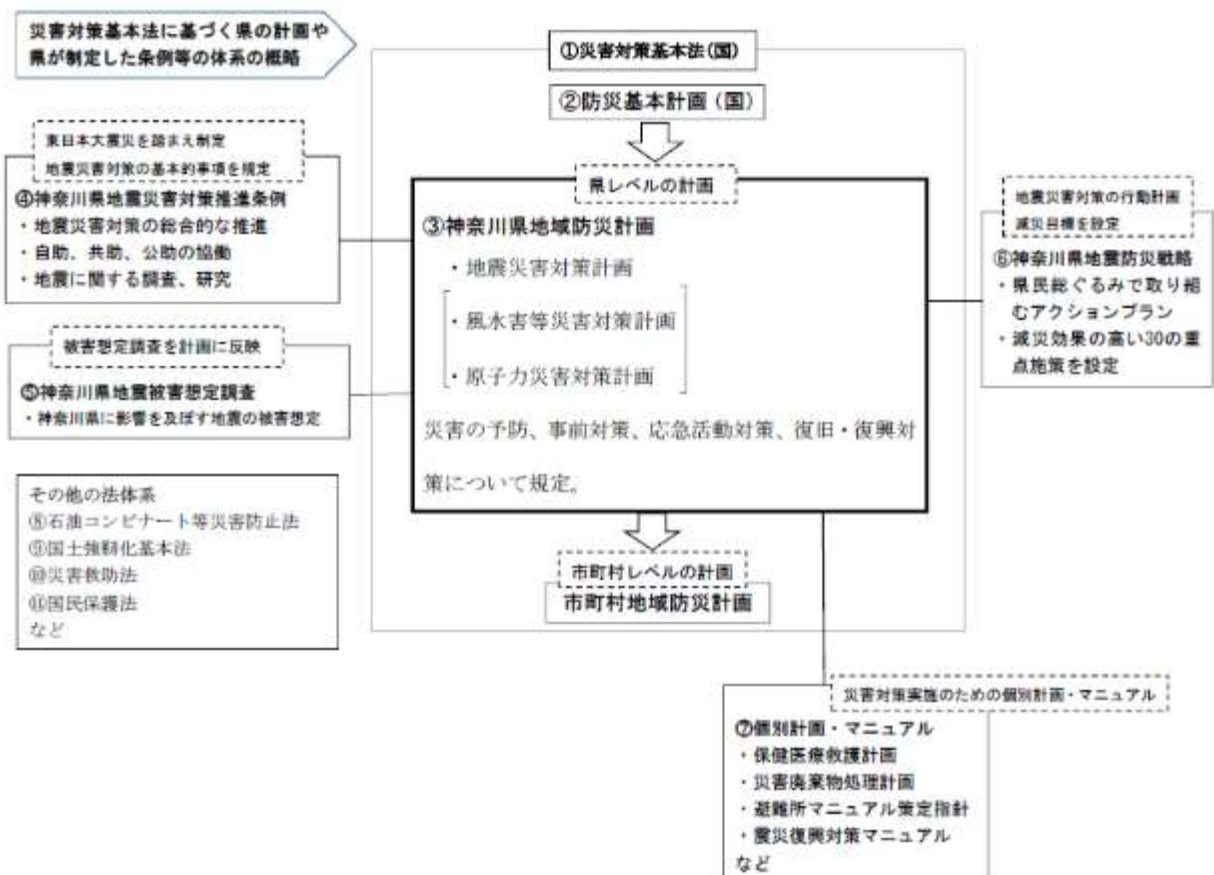 災害対策基本法に基づく県の計画や
県が制定した条例等の体系の概略
①災害対策基本法(国)
②防災基本計画(国)
県レベルの計画
③神奈川県地域防災計画
・地震災害対策計画
・風水害等災害対策計画
・原子力災害対策計画
災害の予防、事前対策、応急活動対策、復旧・復興対
策について規定。
市町村レベルの計画
市町村地域防災計画
東日本大震災を踏まえ制定
地震災害対策の基本的事項を規定
④神奈川県地震災害対策推進条例
・地震災害対策の総合的な推進
・自助、共助、公助の協働
・地震に関する調査、研究
被害想定調査を計画に反映
⑤神奈川県地震被害想定調査
・神奈川県に影響を及ぼす地震の被害想定
その他の法体系
⑧石油コンビナート等災害防止法
⑨国土強靱化基本法
⑩災害救助法
⑪国民保護法
など
地震災害対策の行動計画
減災目標を設定
⑥神奈川県地震防災戦略
・県民総ぐるみで取り組
むアクションプラン
・減災効果の高い30の重
点施策を設定
災害対策実施のための個別計画・マニュアル
⑦個別計画・マニュアル
・保健医療救護計画
・災害廃棄物処理計画
・避難所マニュアル策定指針
・震災復興対策マニュアル
など